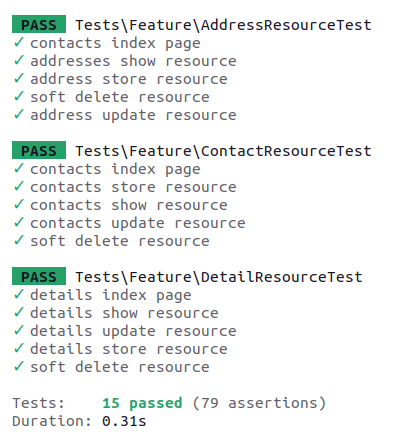 PASS Tests\Feature\AddressResourceTest
✓ contacts index page
✓ addresses show resource
✓ address store resource
✓ soft delete resource
✓ address update resource
PASS Tests\Feature\ContactResourceTest
✓ contacts index page
✓ contacts store resource
✓ contacts show resource
✓ contacts update resource
✓ soft delete resource
PASS Tests\Feature\DetailResourceTest
✓ details index page
✓ details show resource
✓ details update resource
✓ details store resource
✓ soft delete resource
Tests: 15 passed (79 assertions)
Duration: 0.31s